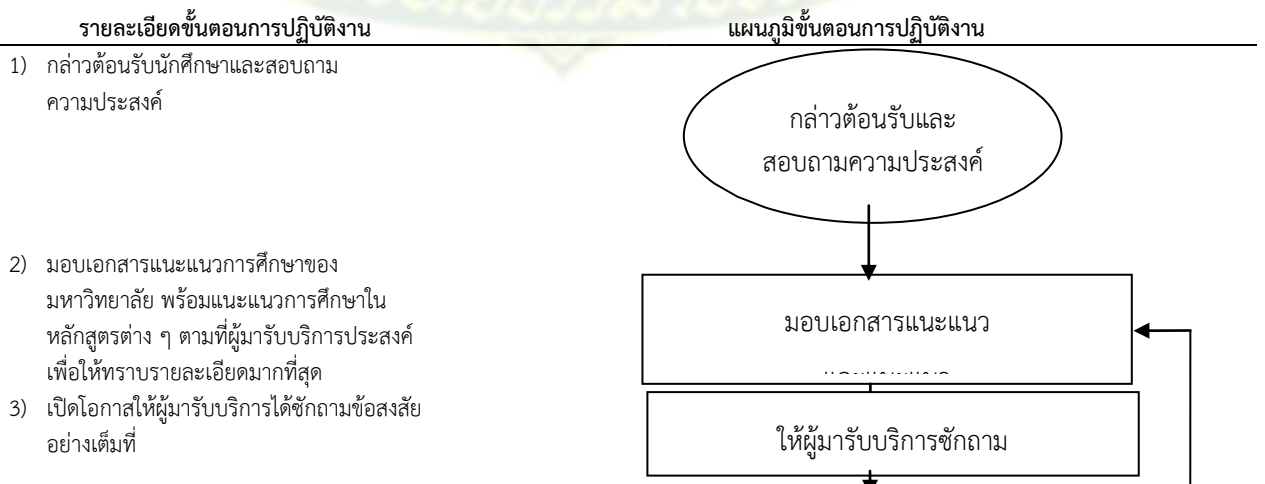 รายละเอียดขั้นตอนการปฏิบัติงาน
แผนภูมิขั้นตอนการปฏิบัติงาน
1) กล่าวต้อนรับนักศึกษาและสอบถาม
ความประสงค์
กล่าวต้อนรับและ
สอบถามความประสงค์
2) มอบเอกสารแนะแนวการศึกษาของ
มหาวิทยาลัย พร้อมแนะแนวการศึกษาใน
หลักสูตรต่าง ๆ ตามที่ผู้มารับบริการประสงค์
เพื่อให้ทราบรายละเอียดมากที่สุด
มอบเอกสารแนะแนว
3) เปิดโอกาสให้ผู้มารับบริการได้ซักถามข้อสงสัย
อย่างเต็มที่
ให้ผู้มารับบริการซักถาม